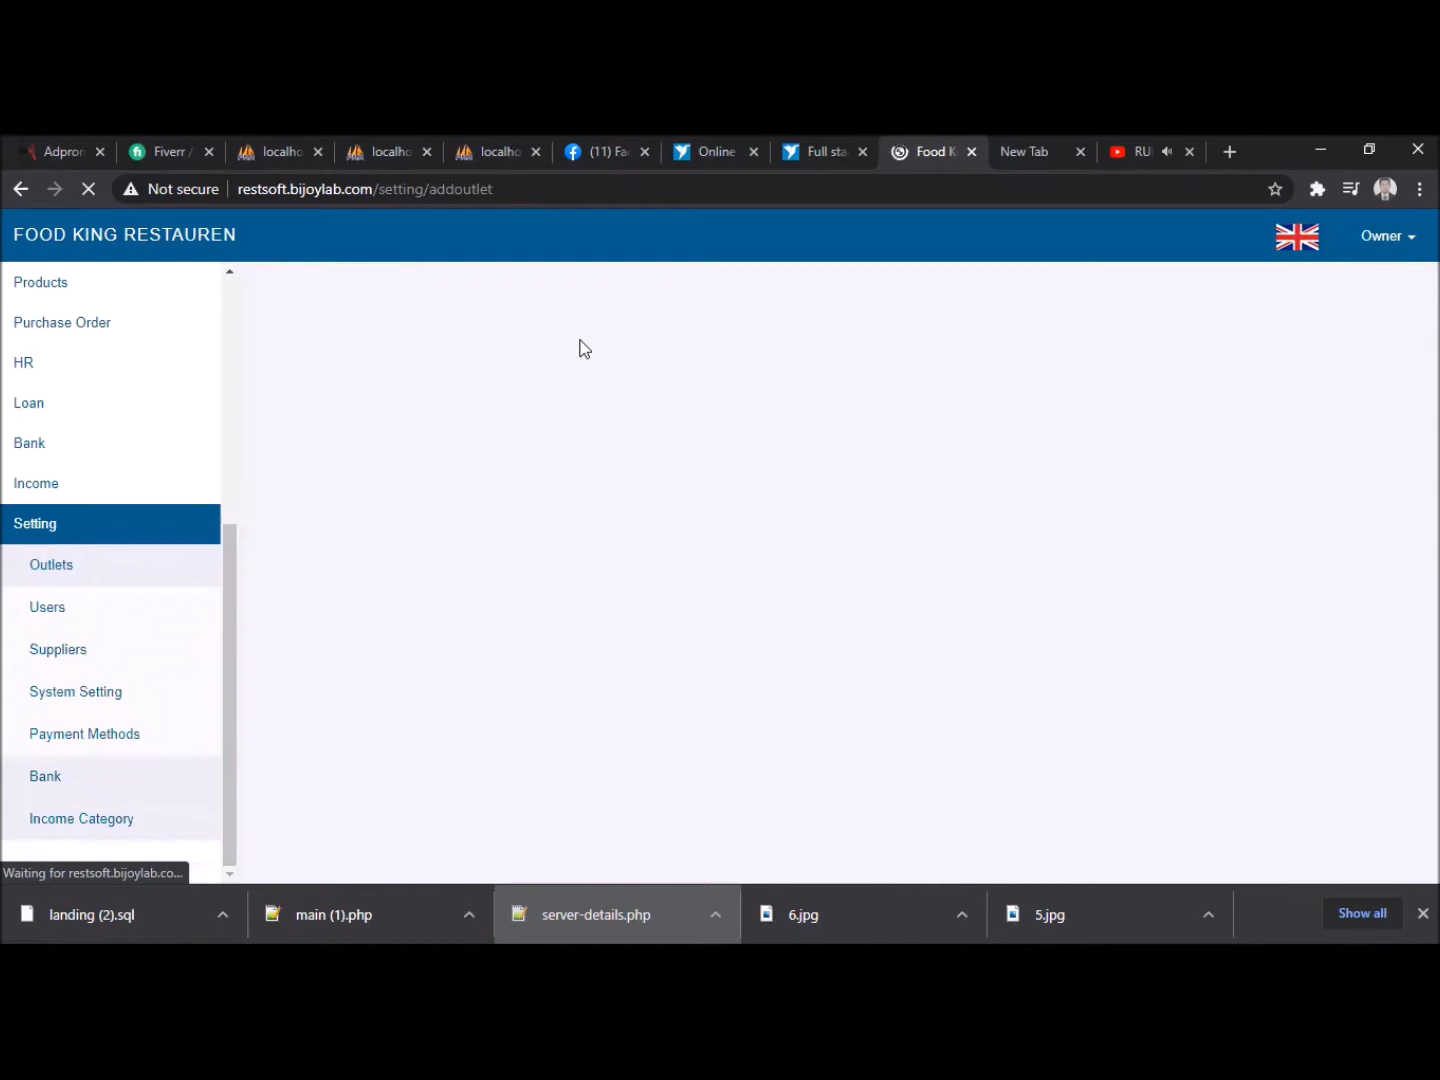 Adpron
Fiverr /
localho
localho
localho
(11) Fac
Online
Full sta
Food K
New Tab
RU
Not secure
restsoft.bijoylab.com/setting/addoutlet
FOOD KING RESTAUREN
Owner
Products
Purchase Order
HR
Loan
Bank
Income
Setting
Outlets
Users
Suppliers
System Setting
Payment Methods
Bank
Income Category
Waiting for restsoft.bijoylab.co...
landing (2).sql
main (1).php
server-details.php
6.jpg
5.jpg
Show all